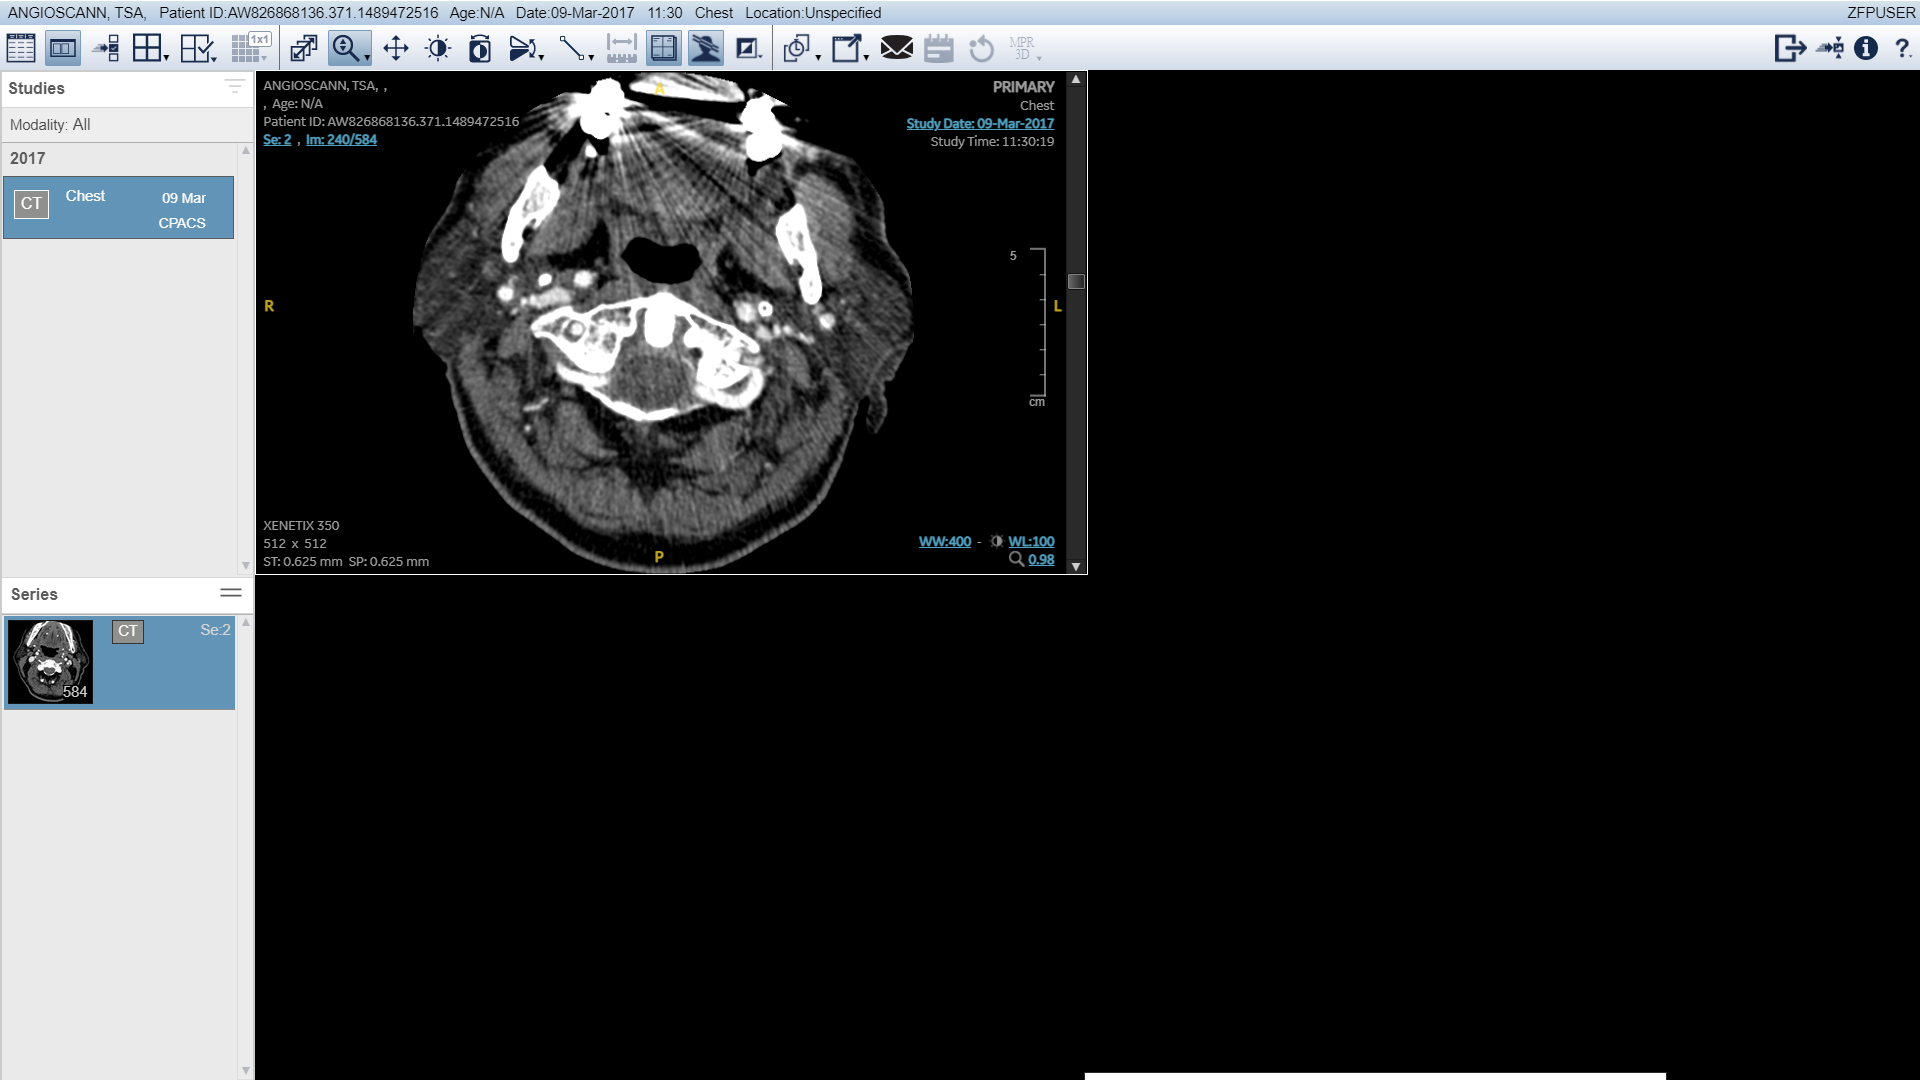 ANGIOSCANN, TSA, Patient ID:AW826868136.371.1489472516 Age:N/A Date:09-Mar-2017 11:30 Chest Location:Unspecified ZFPUSER
1x1
MPR
3D
?
Studies
Modality: All
2017
CT Chest 09 Mar
CPACS
Series
CT Se:2
584
ANGIOSCANN, TSA, ,
, Age: N/A
Patient ID: AW826868136.371.1489472516
Se: 2 , Im: 240/584
PRIMARY
Chest
Study Date: 09-Mar-2017
Study Time: 11:30:19
A
R
L
P
5
cm
XENETIX 350
512 x 512
ST: 0.625 mm SP: 0.625 mm
WW:400 - WL:100
0.98